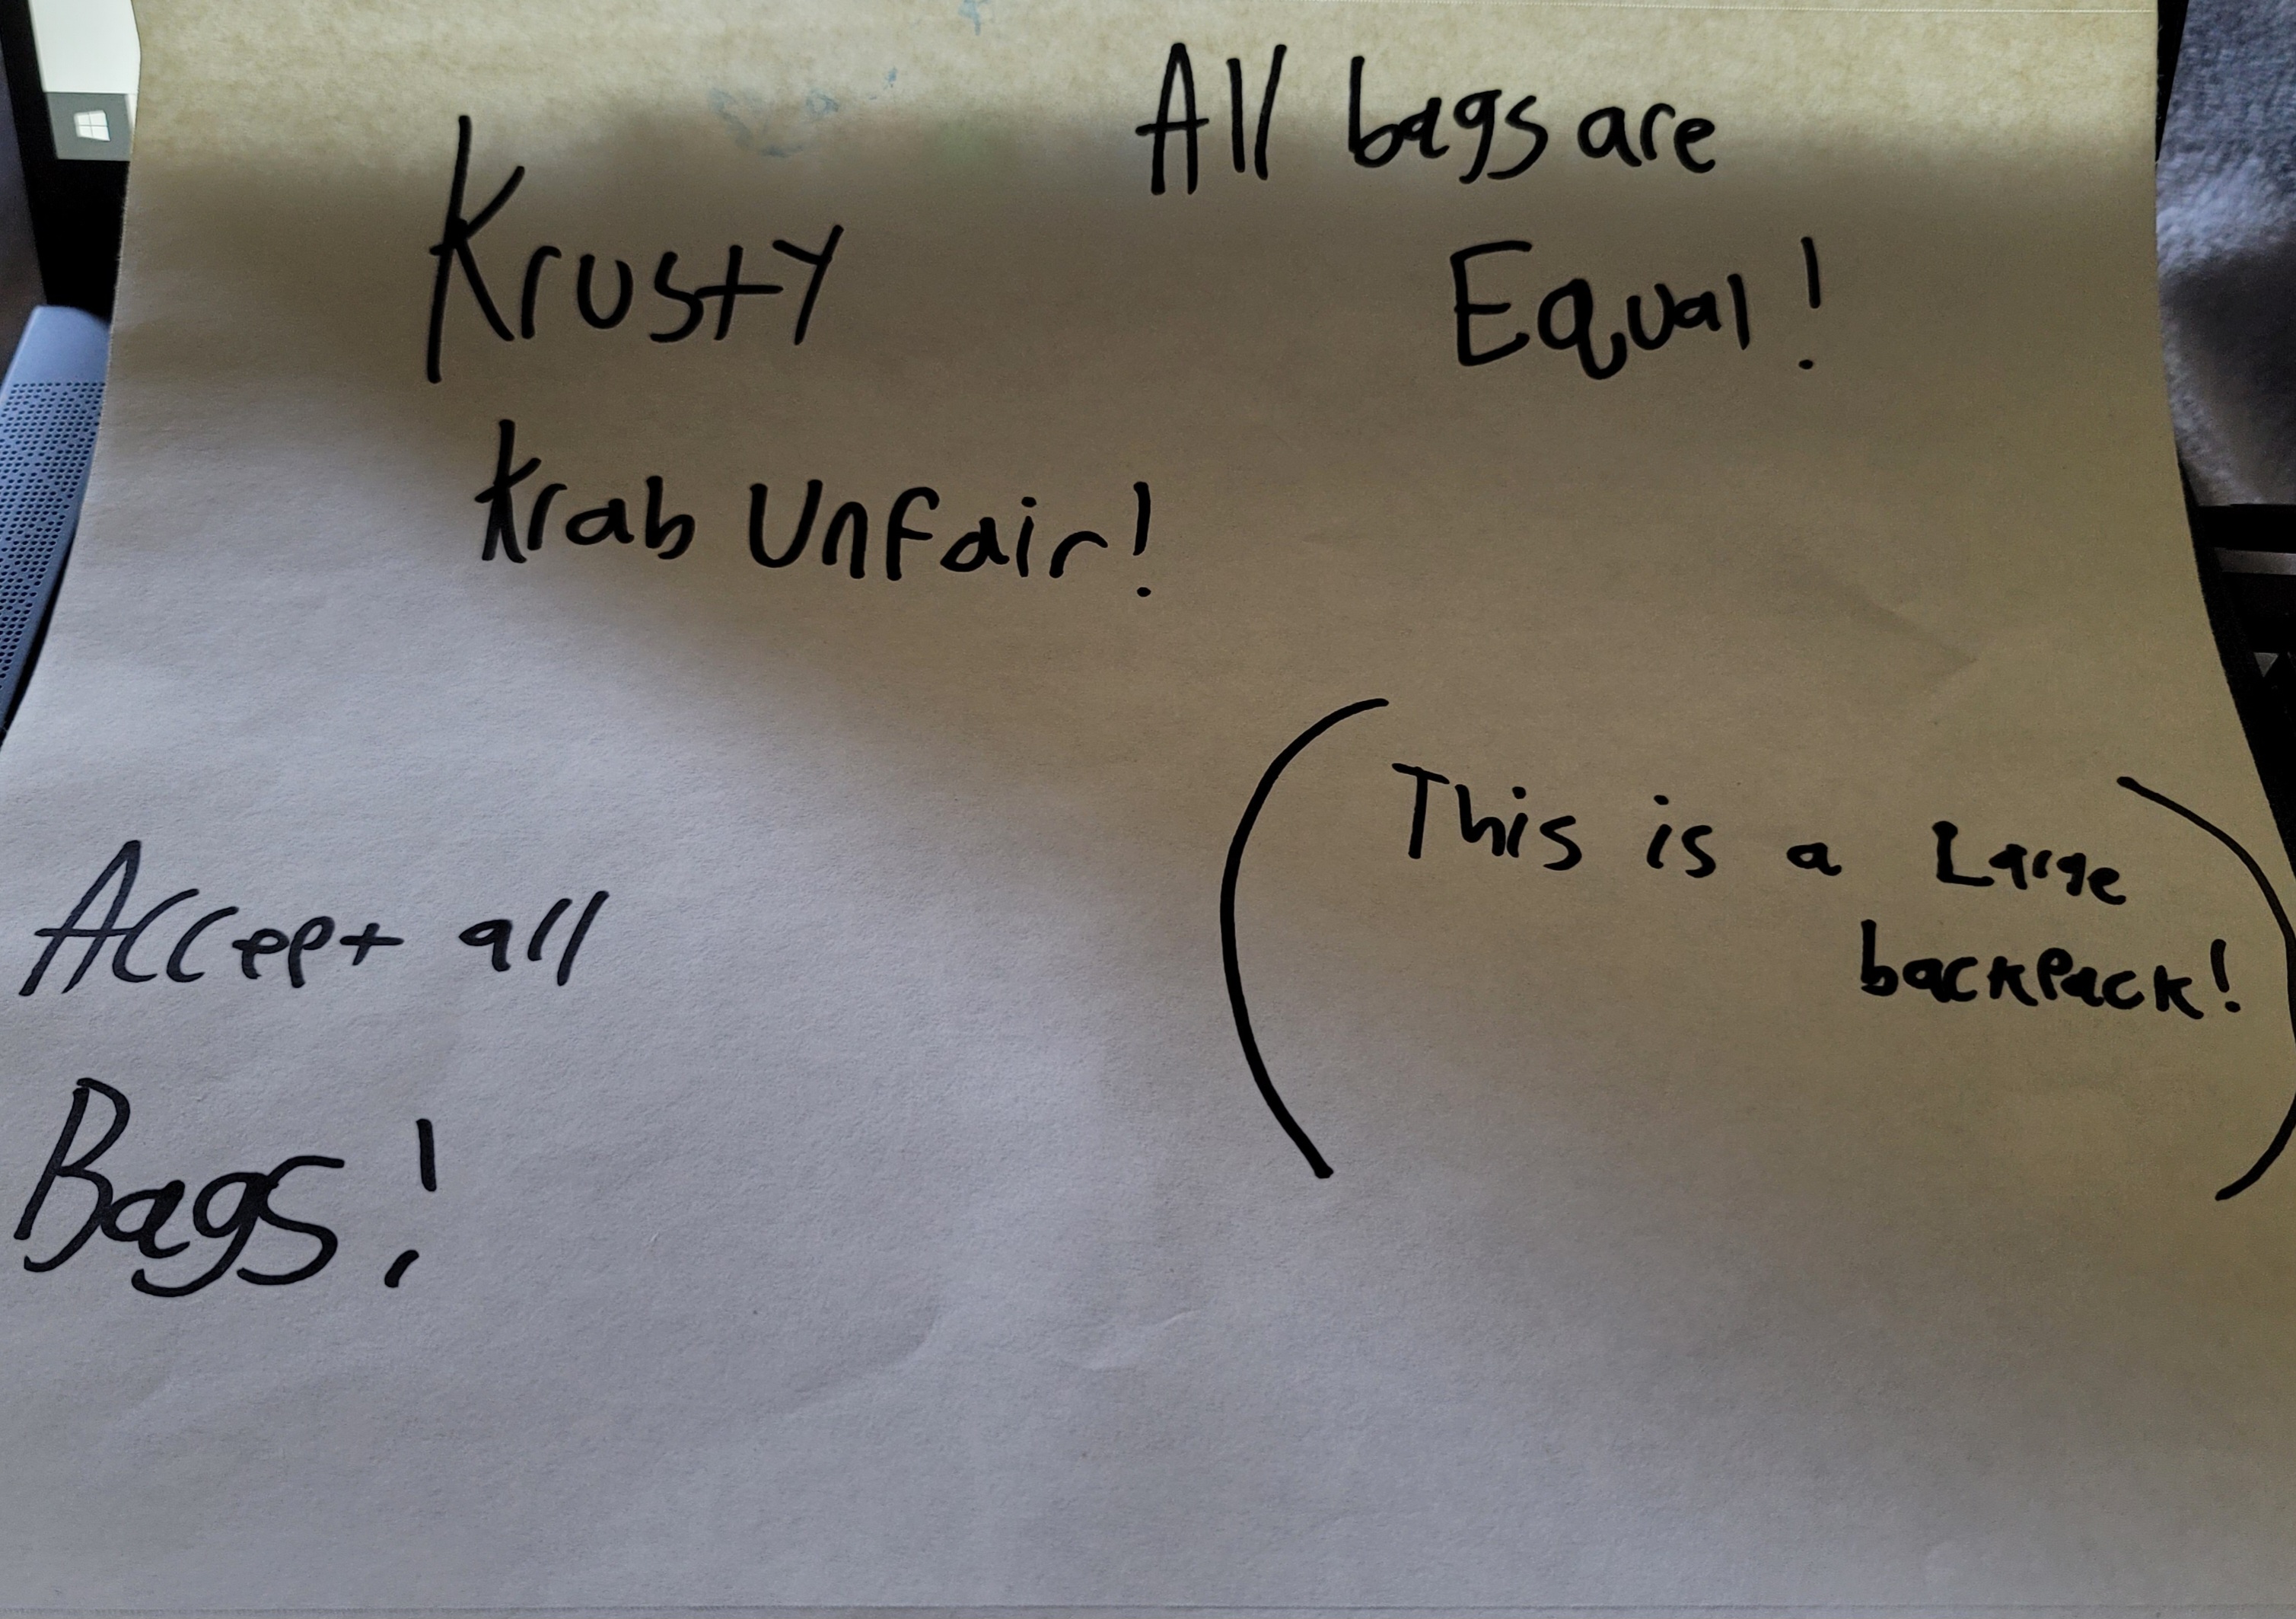 All bags are
Equal!
Krusty
Krab Unfair!
This is a Large
backpack!
Accept all
Bags!